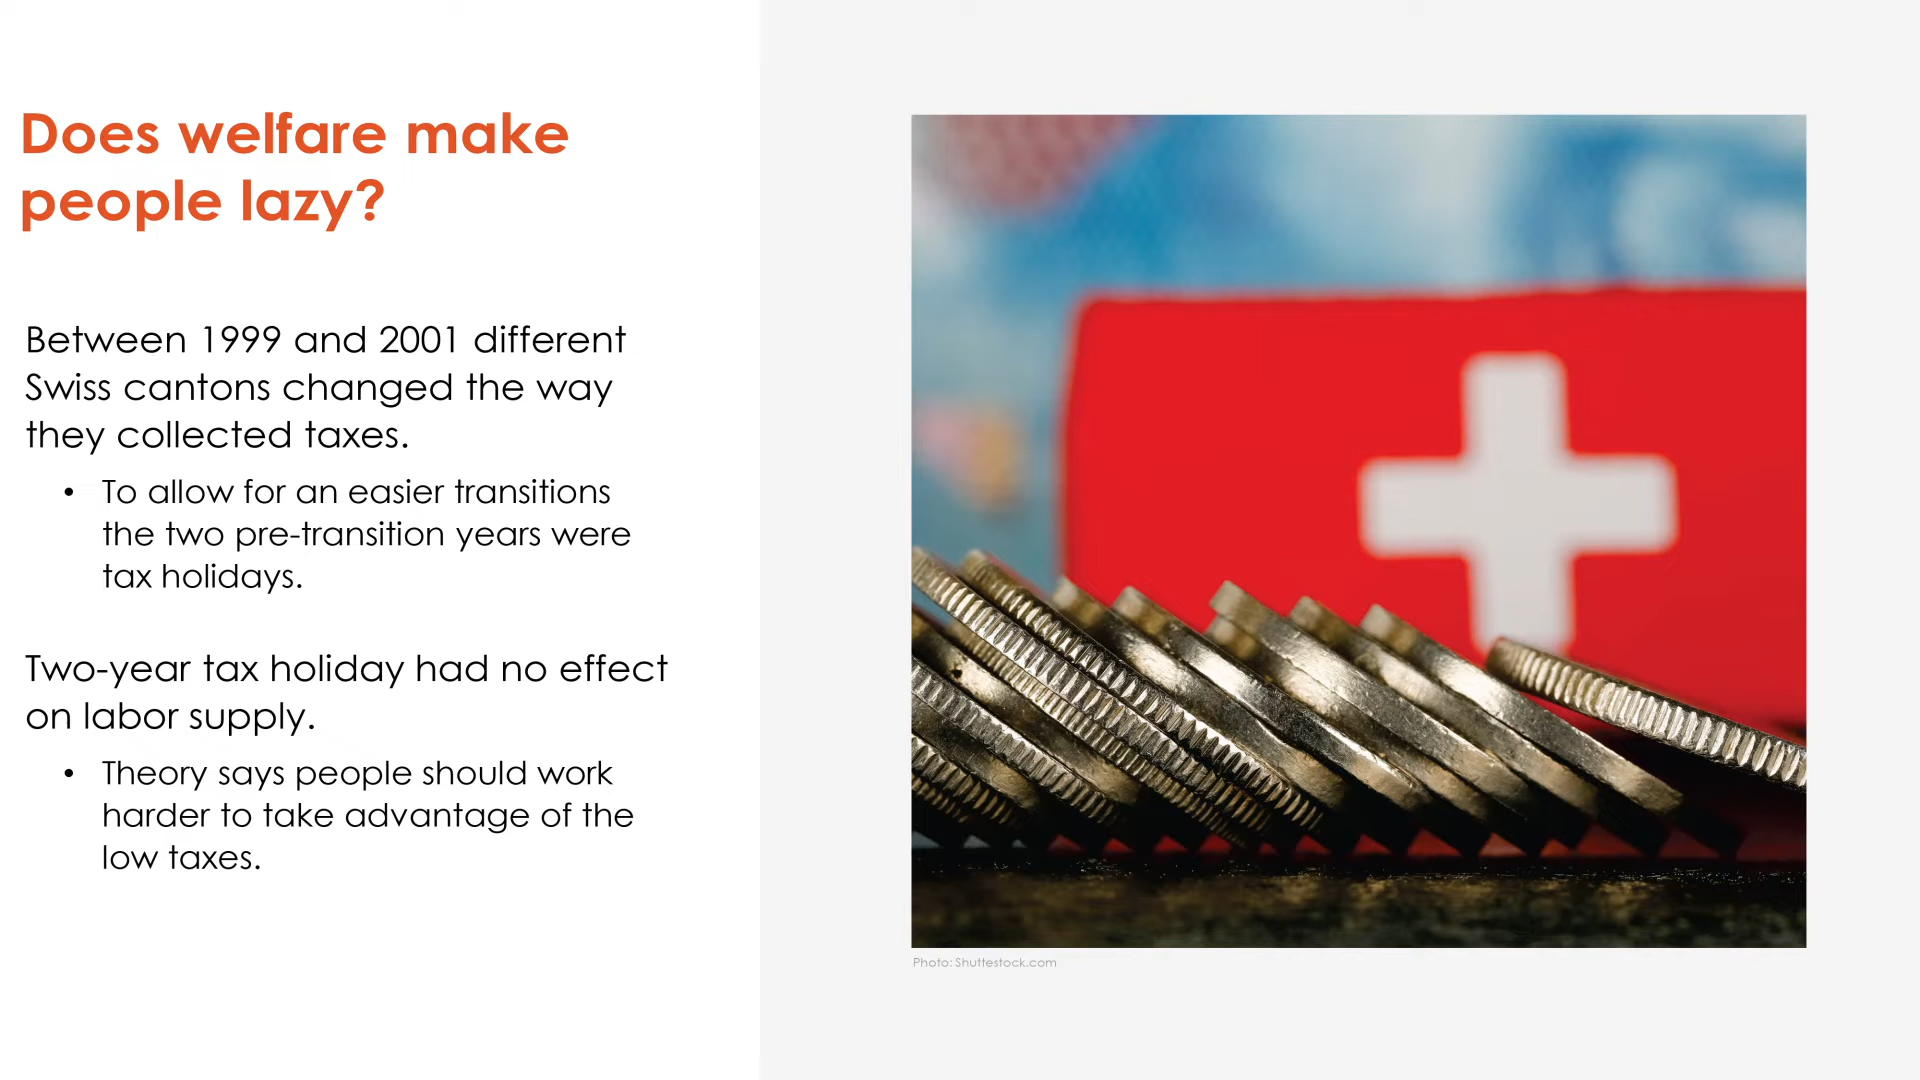 Does welfare make
people lazy?
Between 1999 and 2001 different
Swiss cantons changed the way
they collected taxes.
• To allow for an easier transitions
the two pre-transition years were
tax holidays.
Two-year tax holiday had no effect
on labor supply.
• Theory says people should work
harder to take advantage of the
low taxes.
Photo: Shuttestock.com